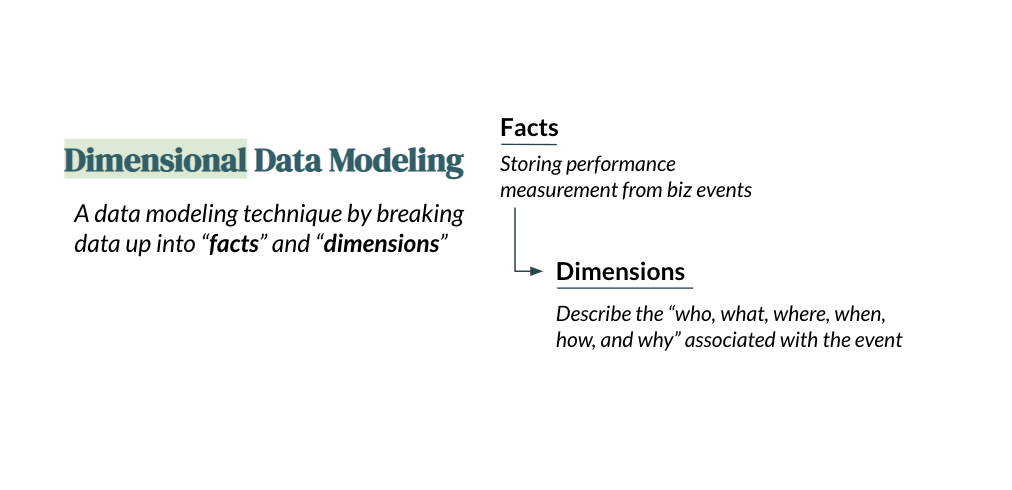 Dimensional Data Modeling
A data modeling technique by breaking
data up into “facts” and “dimensions”
Facts
Storing performance
measurement from biz events
Dimensions
Describe the “who, what, where, when,
how, and why” associated with the event